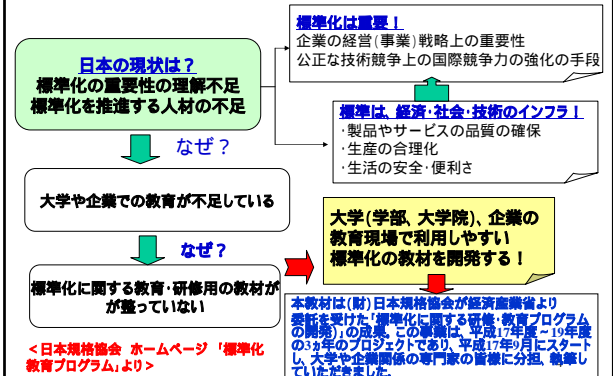 標準化は重要！
企業の経営(事業)戦略上の重要性
公正な技術競争上の国際競争力の強化の手段
日本の現状は？
標準化の重要性の理解不足
標準化を推進する人材の不足
標準は、経済・社会・技術のインフラ！
・製品やサービスの品質の確保
・生産の合理化
・生活の安全・便利さ
なぜ？
大学や企業での教育が不足している
なぜ？
大学(学部、大学院)、企業の
教育現場で利用しやすい
標準化の教材を開発する！
標準化に関する教育・研修用の教材が
が整っていない
本教材は(財)日本規格協会が経済産業省より
委託を受けた「標準化に関する研修・教育プログラム
の開発」の成果。この事業は、平成17年度～19年度
の3ヵ年のプロジェクトであり、平成17年9月にスタート
し、大学や企業関係の専門家の皆様に分担、執筆し
ていただきました。
＜日本規格協会 ホームページ 「標準化
教育プログラム」より＞